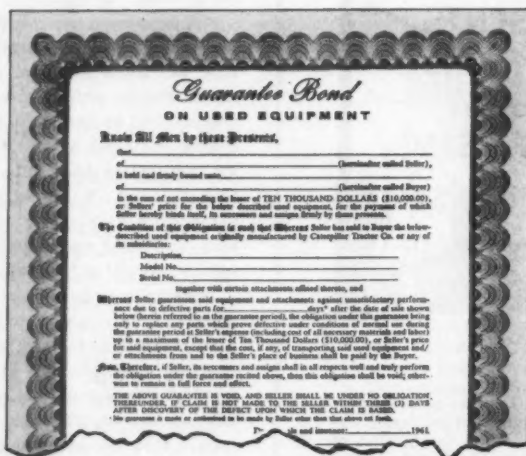 Guarantee Bond
ON USED EQUIPMENT
Know All Men by these Presents,
that
of (hereinafter called Seller),
is held and firmly bound unto
of (hereinafter called Buyer)
in the sum of not exceeding the lesser of TEN THOUSAND DOLLARS ($10,000.00),
or Sellers' price for the below described used equipment, for the payment of which
Seller hereby binds itself, its successors and assigns firmly by these presents.
The Condition of this Obligation is such that Whereas Seller has sold to Buyer the below-
described used equipment originally manufactured by Caterpillar Tractor Co. or any of
its subsidiaries:
Description
Model No.
Serial No.
together with certain attachments affixed thereto, and
Whereas Seller guarantees said equipment and attachments against unsatisfactory perform-
ance due to defective parts for days* after the date of sale shown
below (herein referred to as the guarantee period), the obligation under this guarantee being
only to replace any parts which prove defective under conditions of normal use during
the guarantee period at Seller's expense (including cost of all necessary materials and labor)
up to a maximum of the lesser of Ten Thousand Dollars ($10,000.00), or Seller's price
for said equipment, except that the cost, if any, of transporting said used equipment and/
or attachments from and to the Seller's place of business shall be paid by the Buyer.
Now, Therefore, if Seller, its successors and assigns shall in all respects well and truly perform
the obligation under the guarantee recited above, then this obligation shall be void; other-
wise to remain in full force and effect.
THE ABOVE GUARANTEE IS VOID, AND SELLER SHALL BE UNDER NO OBLIGATION
THEREUNDER, IF CLAIM IS NOT MADE TO THE SELLER WITHIN THREE (3) DAYS
AFTER DISCOVERY OF THE DEFECT UPON WHICH THE CLAIM IS BASED.
No guarantee is made or authorized to be made by Seller other than that above set forth.
and issuance: 1961.